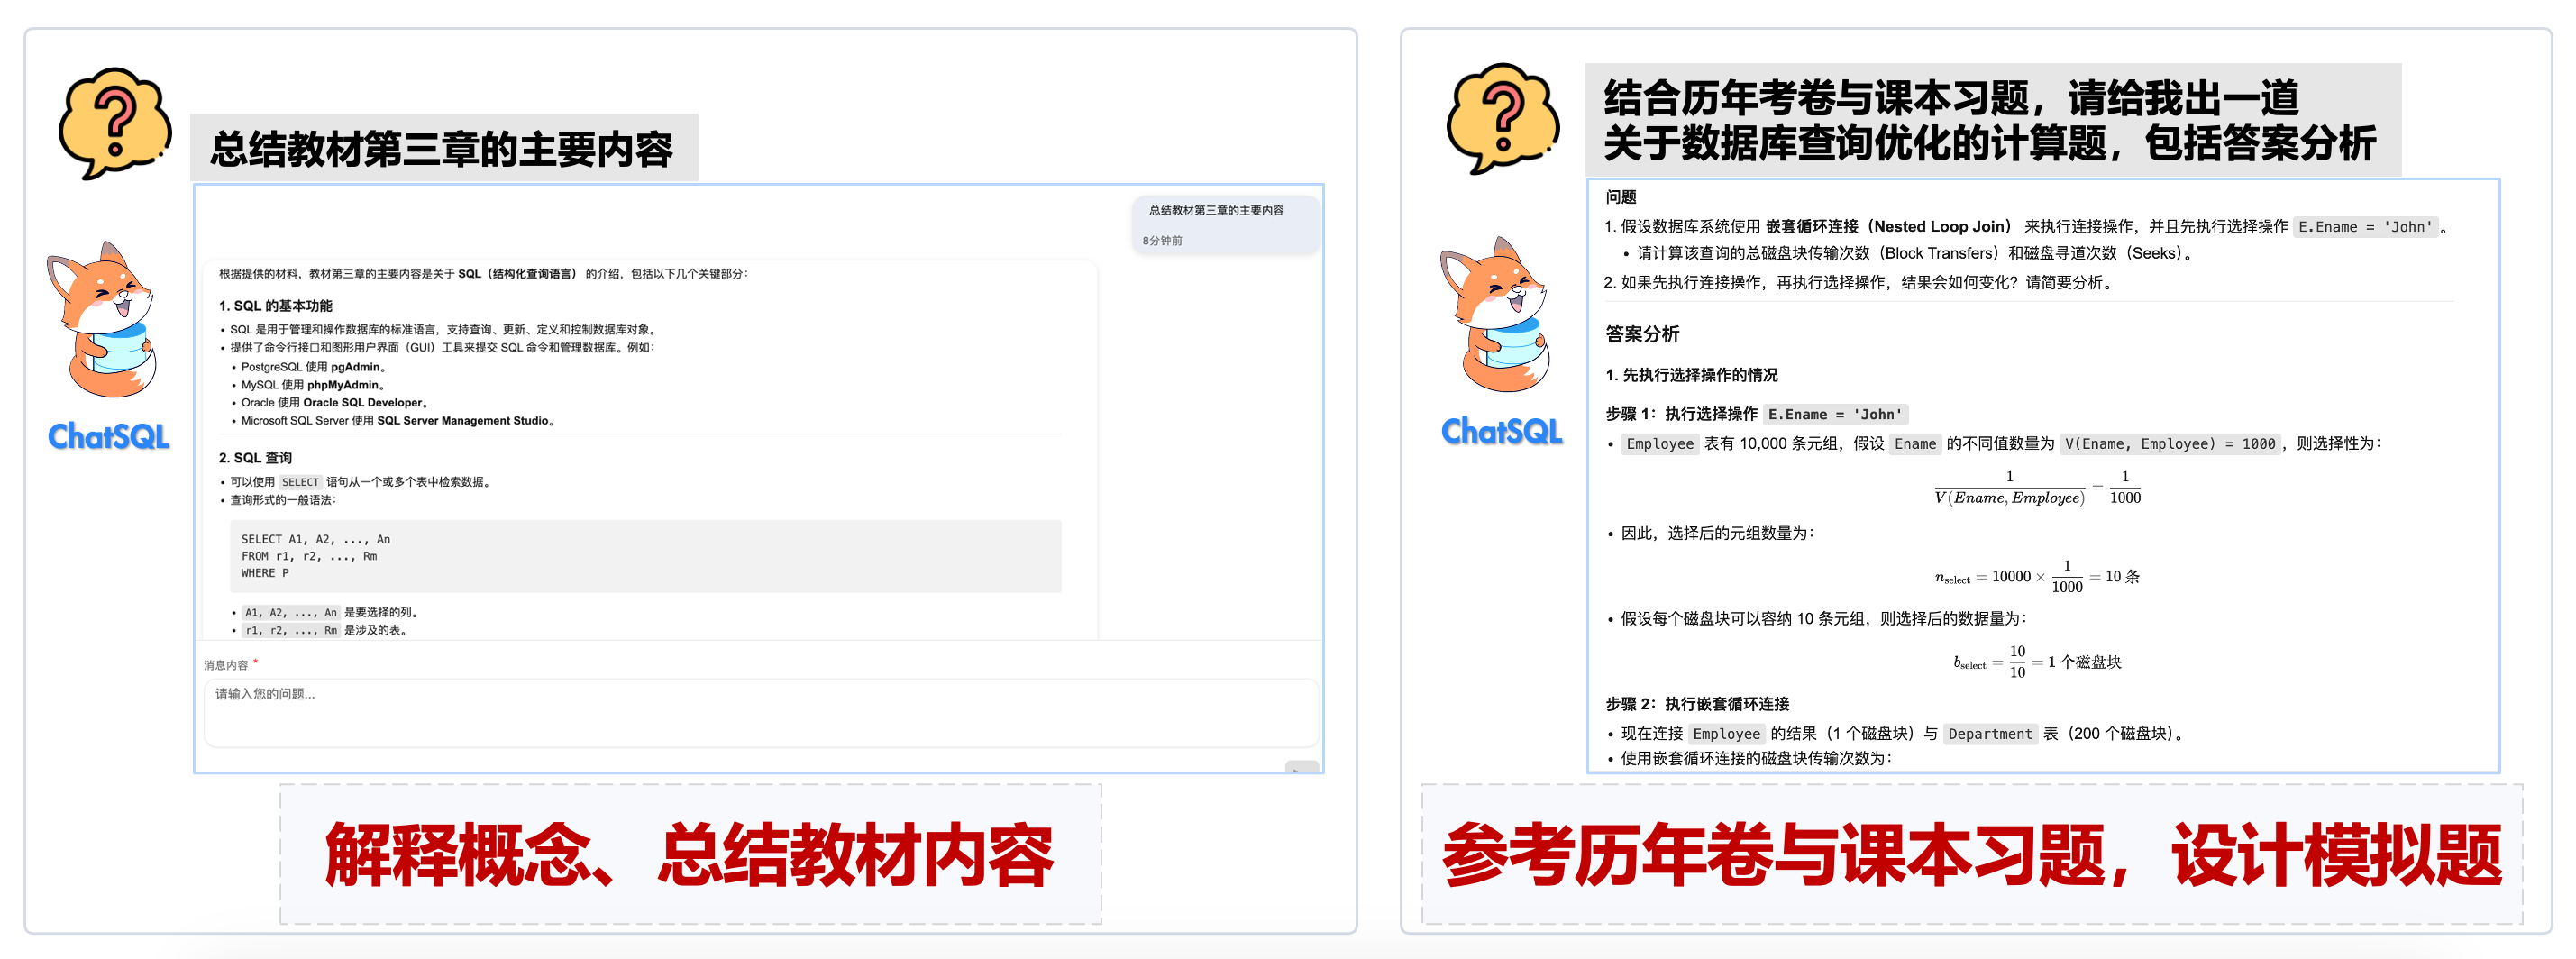 总结教材第三章的主要内容
总结教材第三章的主要内容
8分钟前
根据提供的材料，教材第三章的主要内容是关于 SQL（结构化查询语言） 的介绍，包括以下几个关键部分：
1. SQL 的基本功能
• SQL 是用于管理和操作数据库的标准语言，支持查询、更新、定义和控制数据库对象。
• 提供了命令行接口和图形用户界面（GUI）工具来提交 SQL 命令和管理数据库。例如：
• PostgreSQL 使用 pgAdmin。
• MySQL 使用 phpMyAdmin。
• Oracle 使用 Oracle SQL Developer。
• Microsoft SQL Server 使用 SQL Server Management Studio。
2. SQL 查询
• 可以使用 SELECT 语句从一个或多个表中检索数据。
• 查询形式的一般语法：
SELECT A1, A2, ..., An
FROM r1, r2, ..., Rm
WHERE P
• A1, A2, ..., An 是要选择的列。
• r1, r2, ..., Rm 是涉及的表。
消息内容 *
请输入您的问题...
ChatSQL
解释概念、总结教材内容
结合历年考卷与课本习题，请给我出一道
关于数据库查询优化的计算题，包括答案分析
问题
1. 假设数据库系统使用 嵌套循环连接（Nested Loop Join） 来执行连接操作，并且先执行选择操作 E.Ename = 'John' 。
• 请计算该查询的总磁盘块传输次数（Block Transfers）和磁盘寻道次数（Seeks）。
2. 如果先执行连接操作，再执行选择操作，结果会如何变化？请简要分析。
答案分析
1. 先执行选择操作的情况
步骤 1：执行选择操作 E.Ename = 'John'
• Employee 表有 10,000 条元组，假设 Ename 的不同值数量为 V(Ename, Employee) = 1000 ，则选择性为：
1 / V(Ename, Employee) = 1 / 1000
• 因此，选择后的元组数量为：
n_select = 10000 × 1 / 1000 = 10 条
• 假设每个磁盘块可以容纳 10 条元组，则选择后的数据量为：
b_select = 10 / 10 = 1 个磁盘块
步骤 2：执行嵌套循环连接
• 现在连接 Employee 的结果（1 个磁盘块）与 Department 表（200 个磁盘块）。
• 使用嵌套循环连接的磁盘块传输次数为：
ChatSQL
参考历年卷与课本习题，设计模拟题